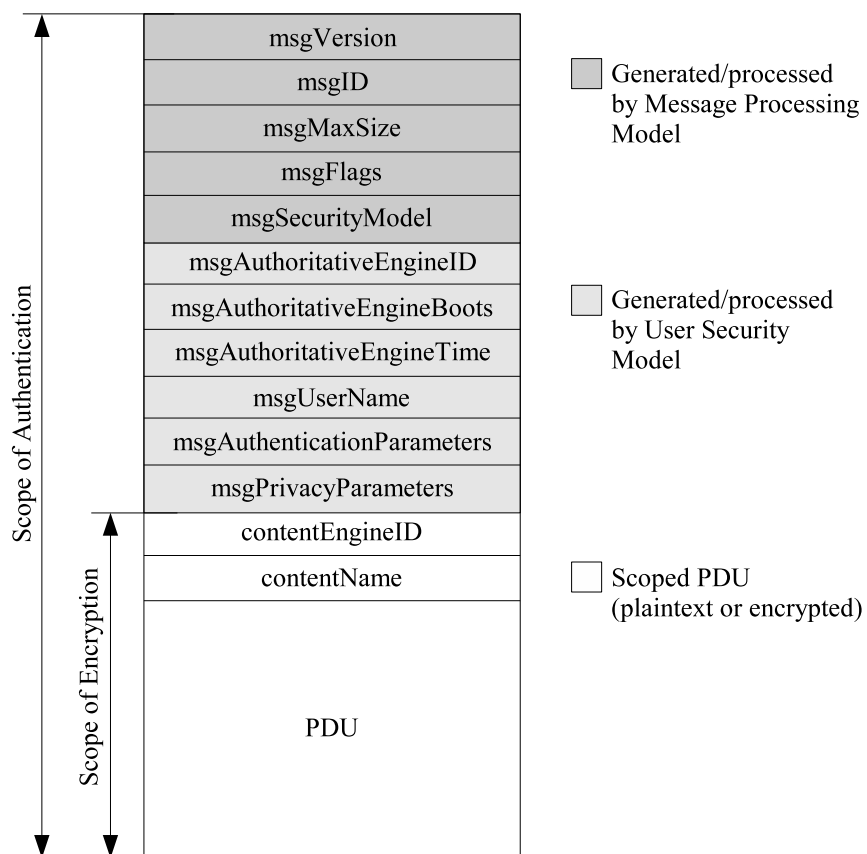 msgVersion
msgID
msgMaxSize
msgFlags
msgSecurityModel
msgAuthoritativeEngineID
msgAuthoritativeEngineBoots
msgAuthoritativeEngineTime
msgUserName
msgAuthenticationParameters
msgPrivacyParameters
contentEngineID
contentName
PDU
Scope of Authentication
Scope of Encryption
Generated/processed
by Message Processing
Model
Generated/processed
by User Security
Model
Scoped PDU
(plaintext or encrypted)